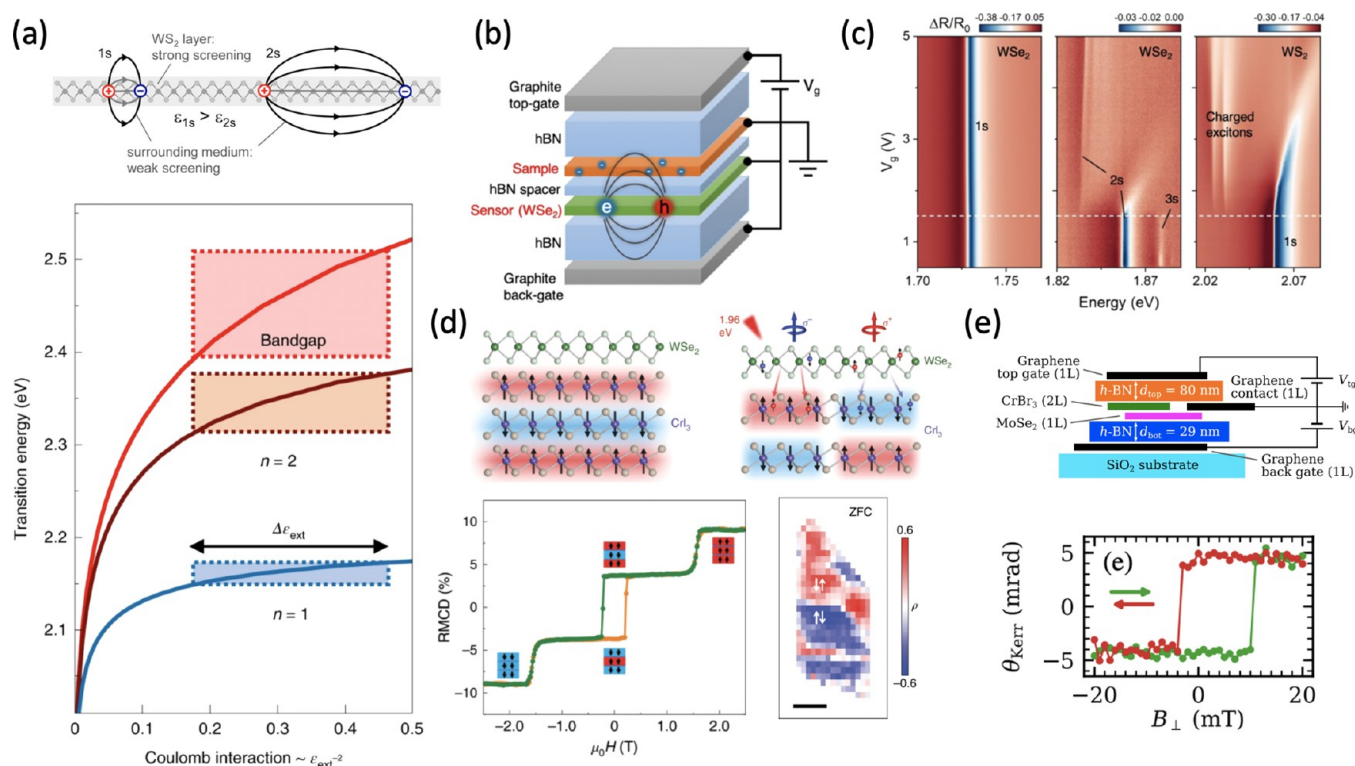 (a)
1s
WS₂ layer:
strong screening
2s
ε1s > ε2s
surrounding medium:
weak screening
Transition energy (eV)
2.5
2.4
2.3
2.2
2.1
Bandgap
n = 2
Δεext
n = 1
0
0.1
0.2
0.3
0.4
0.5
Coulomb interaction ~ εext⁻²
(b)
Graphite
top-gate
hBN
Sample
hBN spacer
Sensor (WSe₂)
hBN
Graphite
back-gate
e
h
Vg
(c)
ΔR/R0
-0.38 -0.17 0.05
-0.03 -0.02 0.00
-0.30 -0.17 -0.04
WSe₂
WSe₂
WS₂
Vg (V)
5
3
1
1s
2s
3s
Charged
excitons
1s
1.70
1.75
1.82
1.87
2.02
2.07
Energy (eV)
(d)
WSe₂
CrI₃
1.96
eV
σ⁻
σ⁺
WSe₂
CrI₃
RMCD (%)
10
5
0
−5
−10
−2.0
−1.0
0
1.0
2.0
μ0H (T)
ZFC
0.6
ρ
−0.6
(e)
Graphene
top gate (1L)
h-BN dtop = 80 nm
Graphene
contact (1L)
CrBr₃ (2L)
MoSe₂ (1L)
h-BN dbot = 29 nm
Graphene
back gate (1L)
SiO₂ substrate
Vtg
Vbg
(e)
θKerr (mrad)
5
0
−5
−20
0
20
B⊥ (mT)